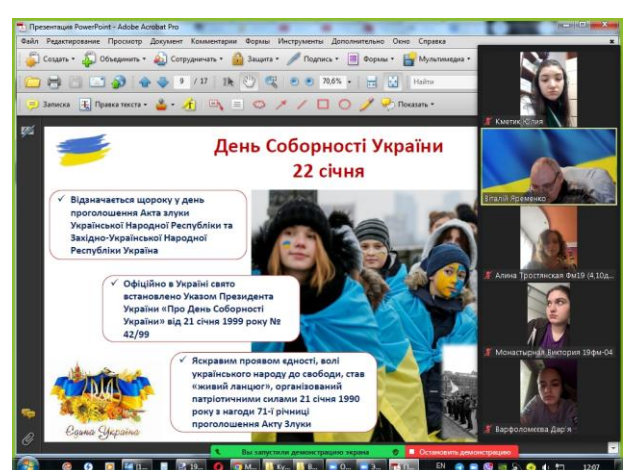 Презентация PowerPoint - Adobe Acrobat Pro
Файл Редактирование Просмотр Документ Комментарии Формы Инструменты Дополнительно Окно Справка
Создать Объединить Сотрудничать Защита Подпись Формы Мультимедиа
9 / 17 70,6% Найти
Записка Правка текста Показать
День Соборності України
22 січня
Відзначається щороку у день
проголошення Акта злуки
Української Народної Республіки та
Західно-Української Народної
Республіки Україна
Офіційно в Україні свято
встановлено Указом Президента
України «Про День Соборності
України» від 21 січня 1999 року №
42/99
Яскравим проявом єдності, волі
українського народу до свободи, став
«живий ланцюг», організований
патріотичними силами 21 січня 1990
року з нагоди 71-ї річниці
проголошення Акту Злуки
Єдина Україна
Кметик Юлия
Віталій Яременко
Алина Тростянская Фм19 (4,10д...
Монастырная Виктория 19фм-04
Варфоломєєва Дар'я
Вы запустили демонстрацию экрана
Остановить демонстрацию
EN
12:07